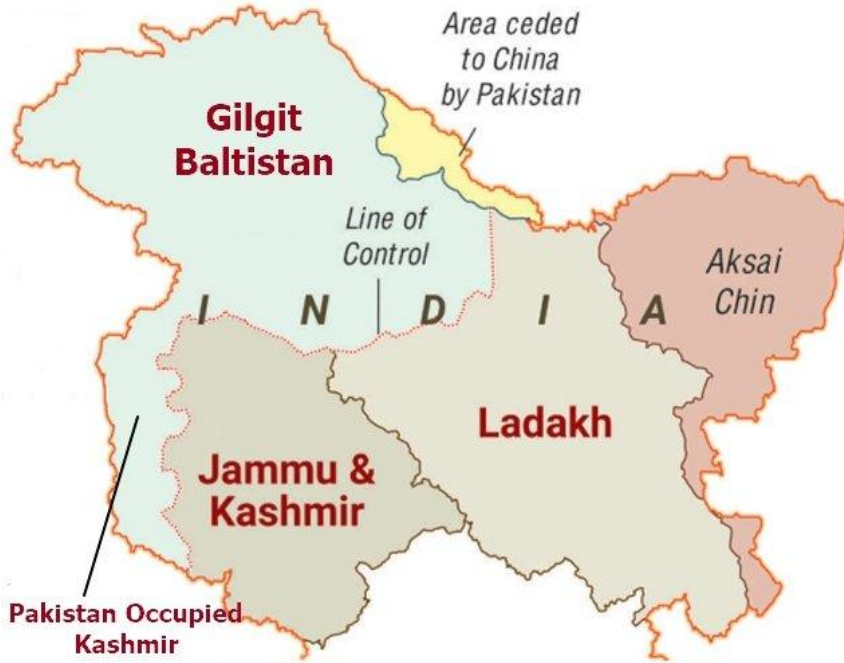 Area ceded
to China
by Pakistan
Gilgit
Baltistan
Line of
Control
Aksai
Chin
I N D I A
Ladakh
Jammu &
Kashmir
Pakistan Occupied
Kashmir